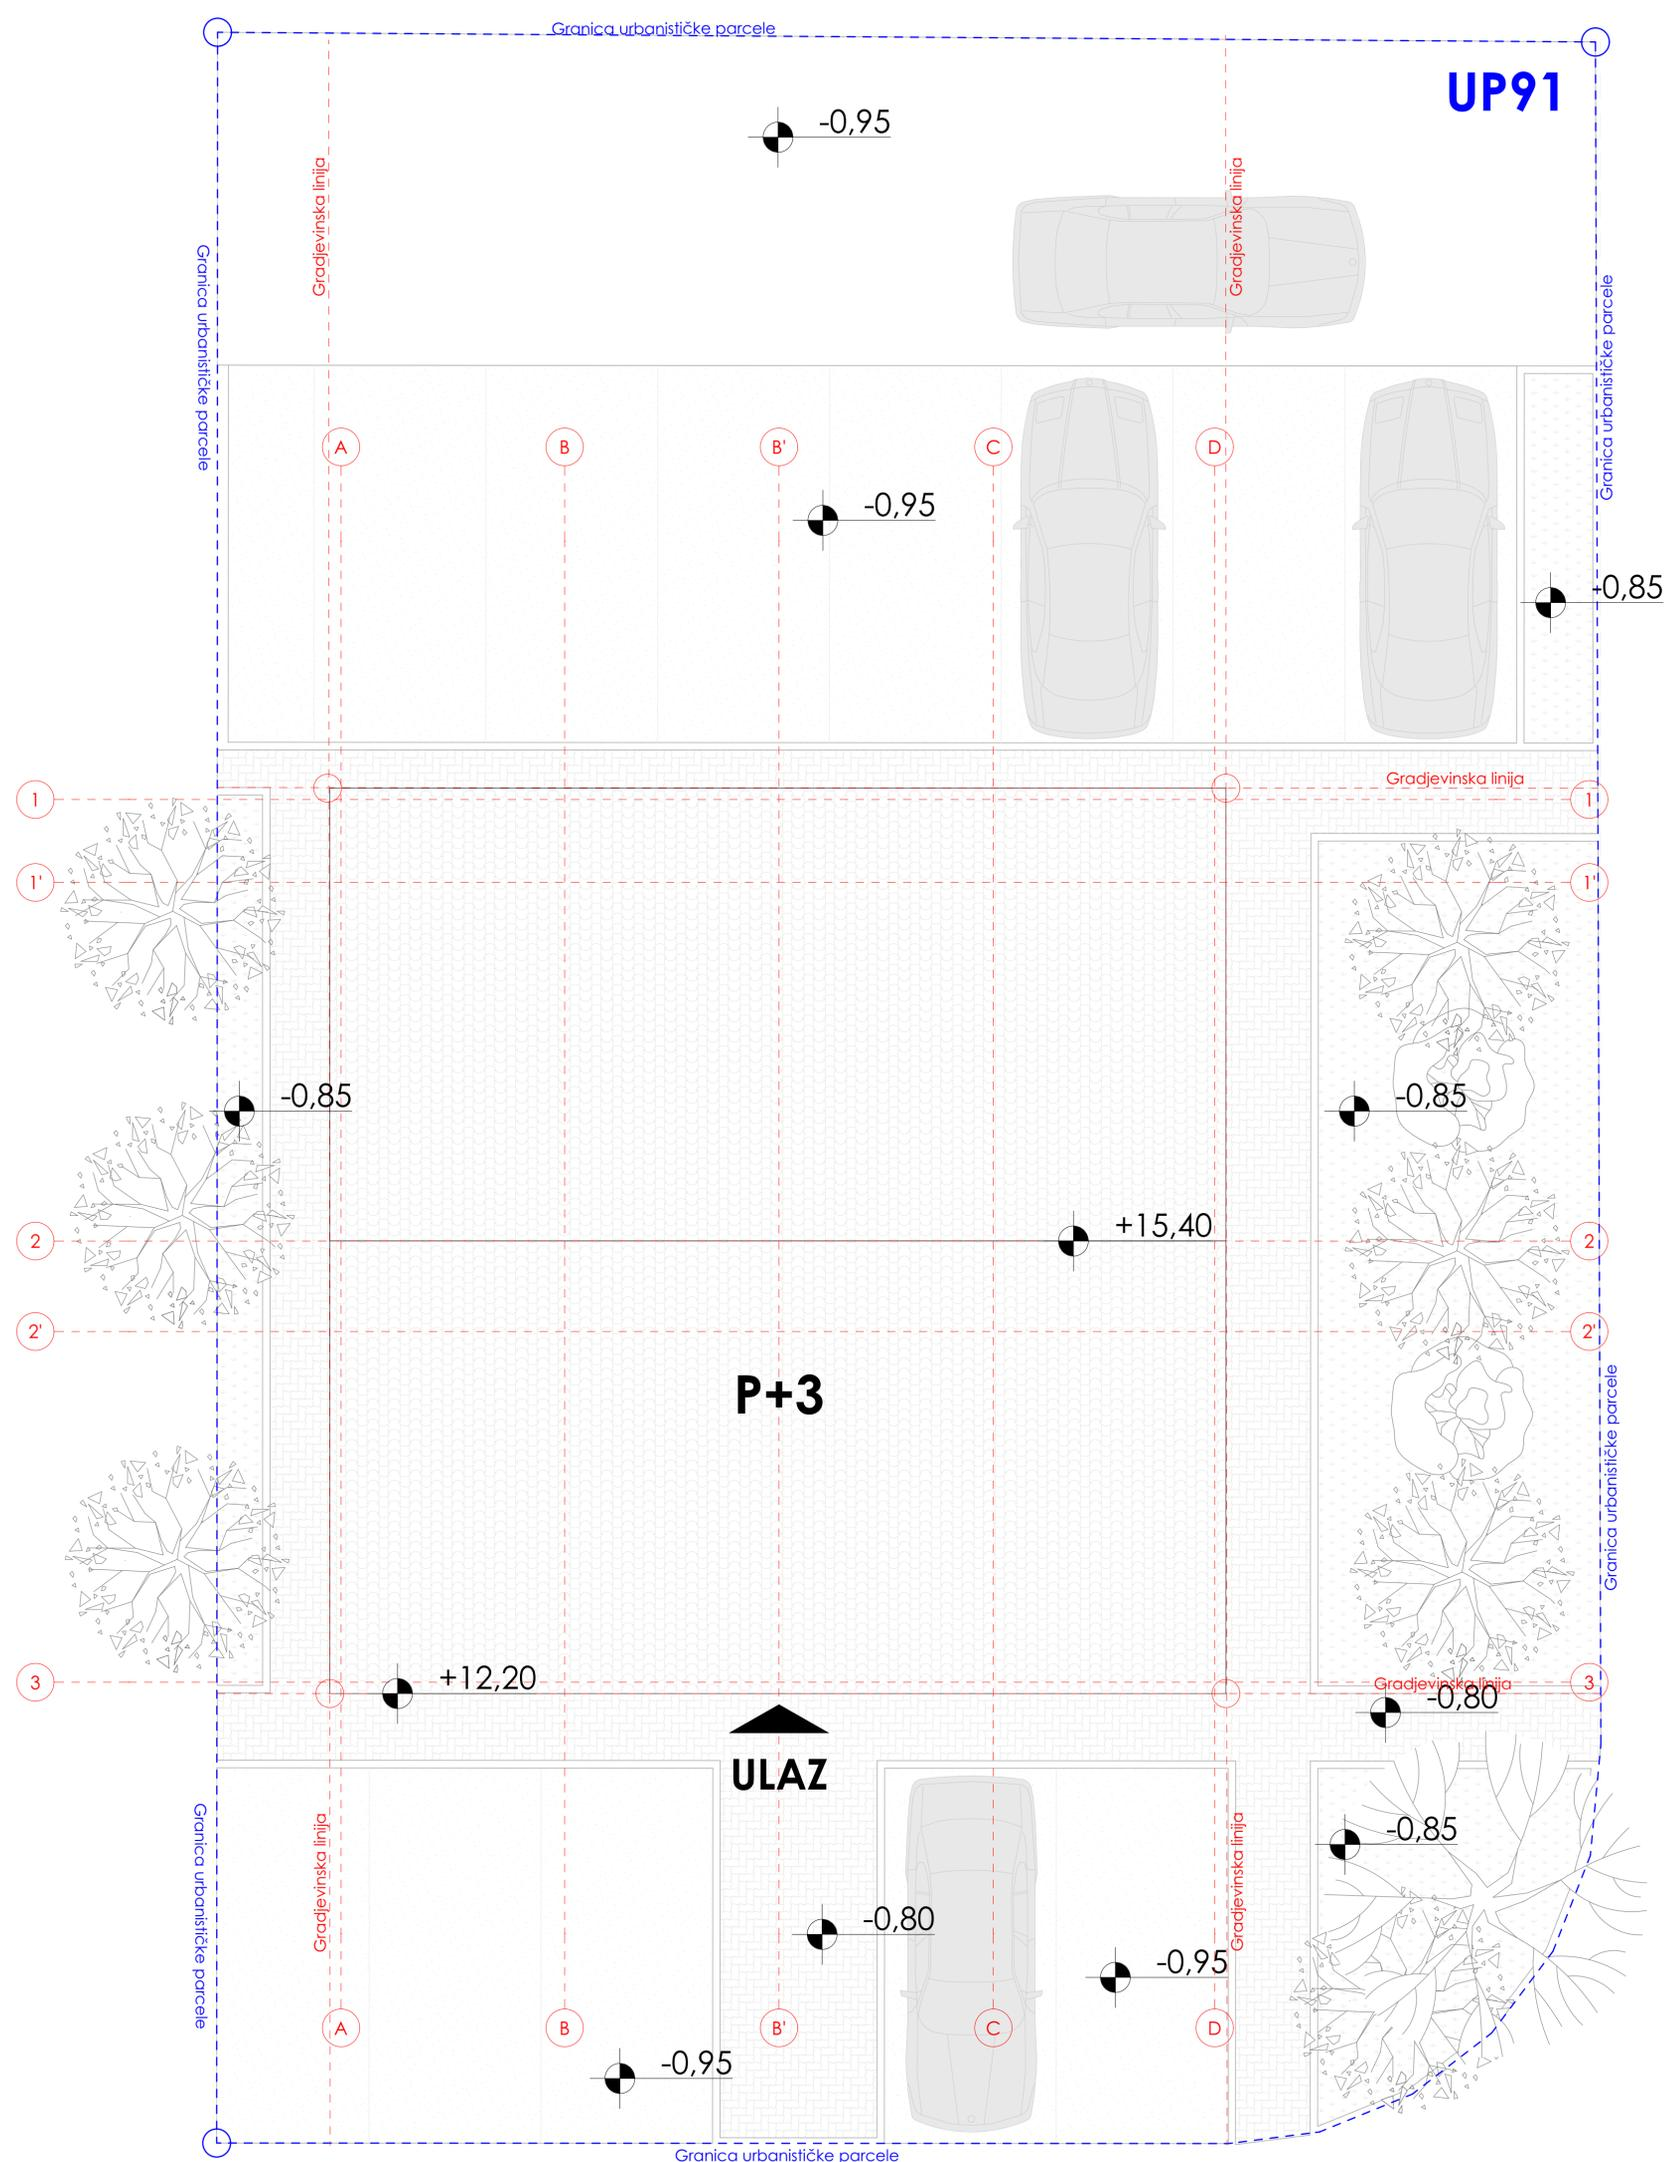 Granica urbanističke parcele
UP91
-0,95
Gradjevinska linija
Gradjevinska linija
Granica urbanističke parcele
Granica urbanističke parcele
A
B
B'
C
D
-0,95
-0,85
Gradjevinska linija
1
1
1'
1'
-0,85
-0,85
+15,40
2
2
2'
2'
P+3
Granica urbanističke parcele
+12,20
3
Gradjevinska linija
3
-0,80
ULAZ
Granica urbanističke parcele
Gradjevinska linija
Gradjevinska linija
-0,85
-0,80
-0,95
A
B
B'
C
D
-0,95
Granica urbanističke parcele